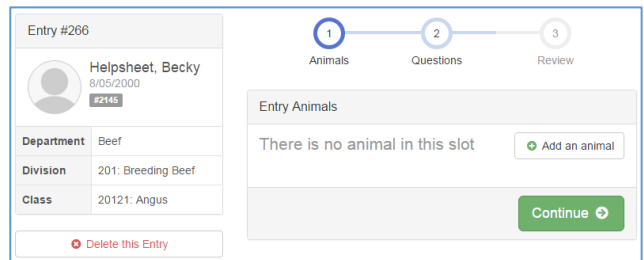 Entry #266
Helpsheet, Becky
8/05/2000
#2145
Department Beef
Division 201: Breeding Beef
Class 20121: Angus
Delete this Entry
1 2 3
Animals Questions Review
Entry Animals
There is no animal in this slot
Add an animal
Continue